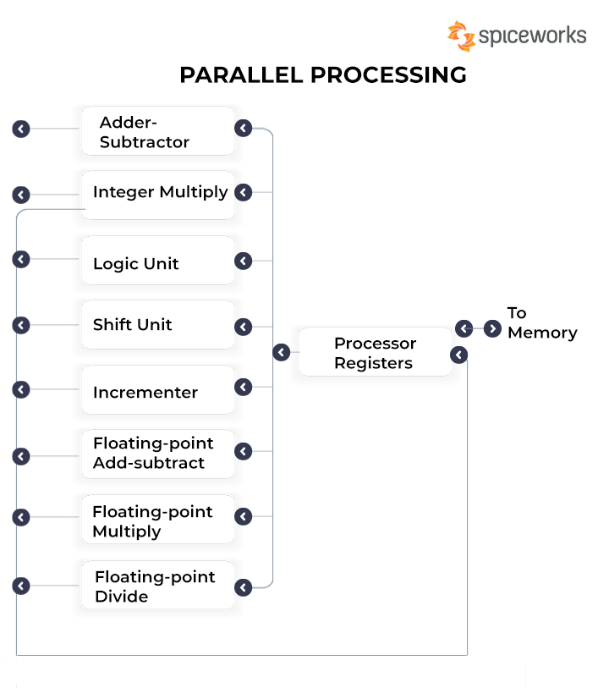 spiceworks
PARALLEL PROCESSING
Adder-
Subtractor
Integer Multiply
Logic Unit
Shift Unit
Incrementer
Floating-point
Add-subtract
Floating-point
Multiply
Floating-point
Divide
Processor
Registers
To
Memory